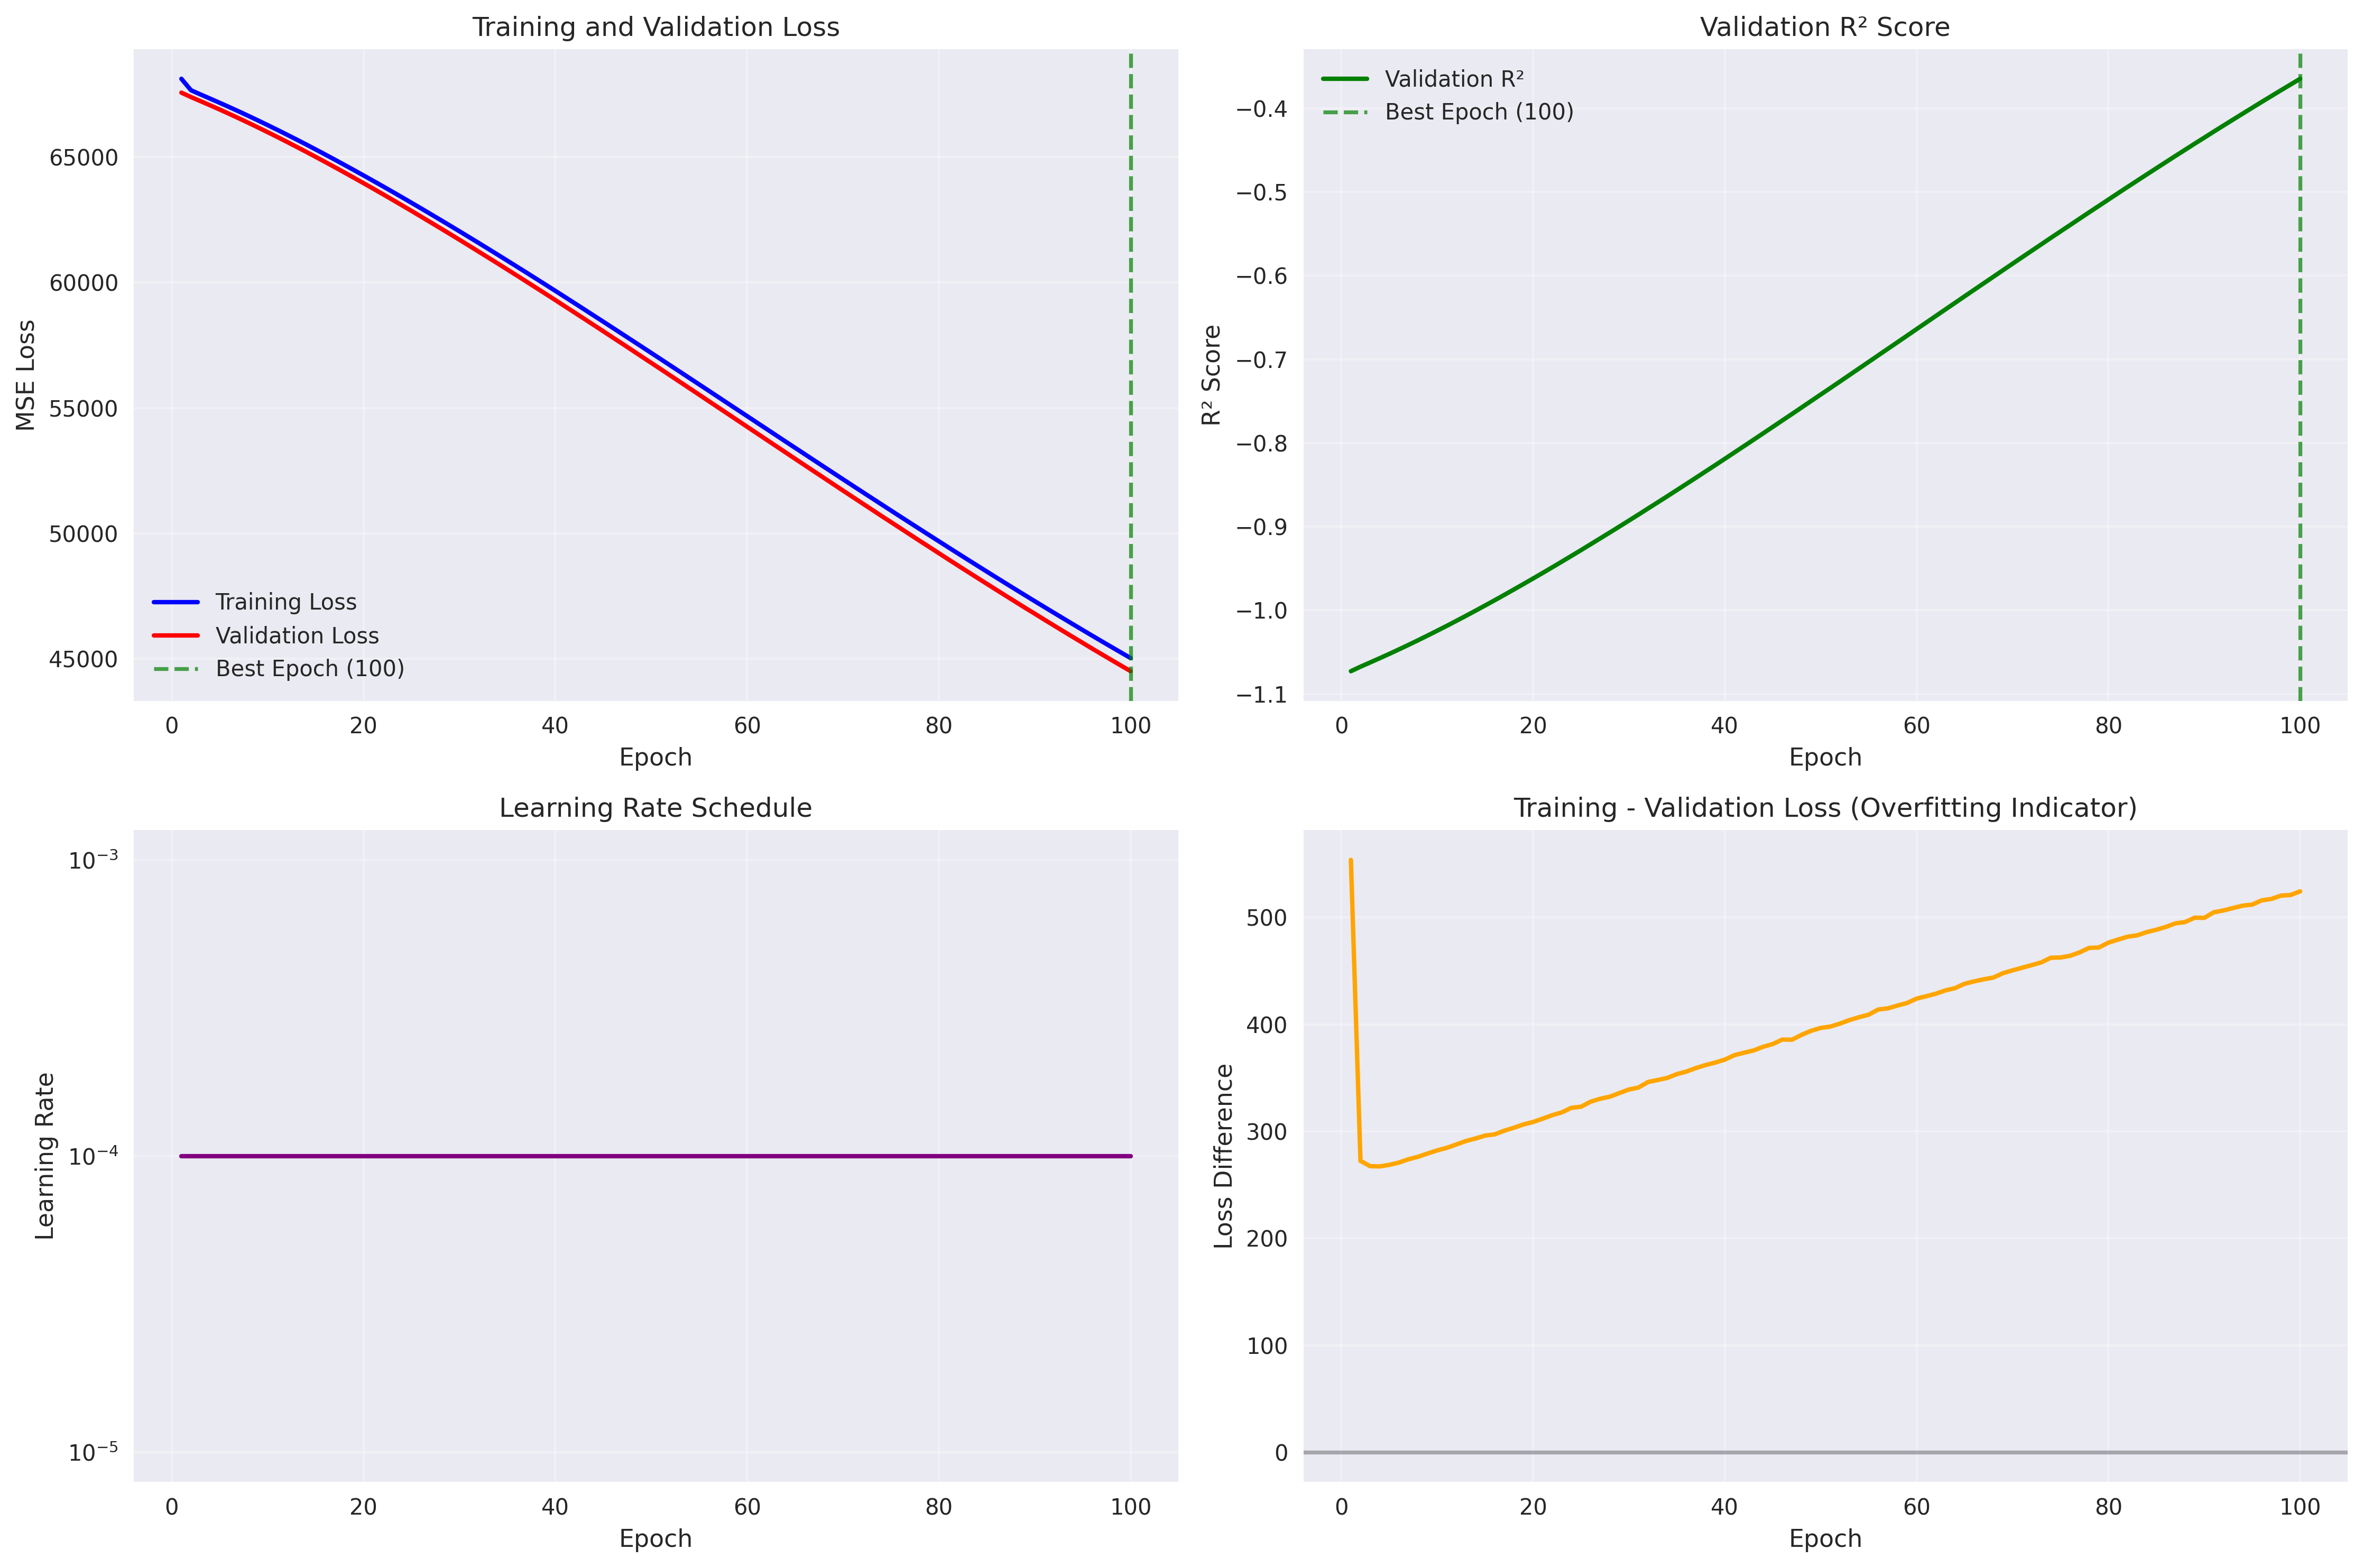 Training and Validation Loss
MSE Loss
65000
60000
55000
50000
45000
Training Loss
Validation Loss
Best Epoch (100)
0 20 40 60 80 100
Epoch
Validation R² Score
R² Score
−0.4
−0.5
−0.6
−0.7
−0.8
−0.9
−1.0
−1.1
Validation R²
Best Epoch (100)
0 20 40 60 80 100
Epoch
Learning Rate Schedule
Learning Rate
10⁻³
10⁻⁴
10⁻⁵
0 20 40 60 80 100
Epoch
Training - Validation Loss (Overfitting Indicator)
Loss Difference
500
400
300
200
100
0
0 20 40 60 80 100
Epoch